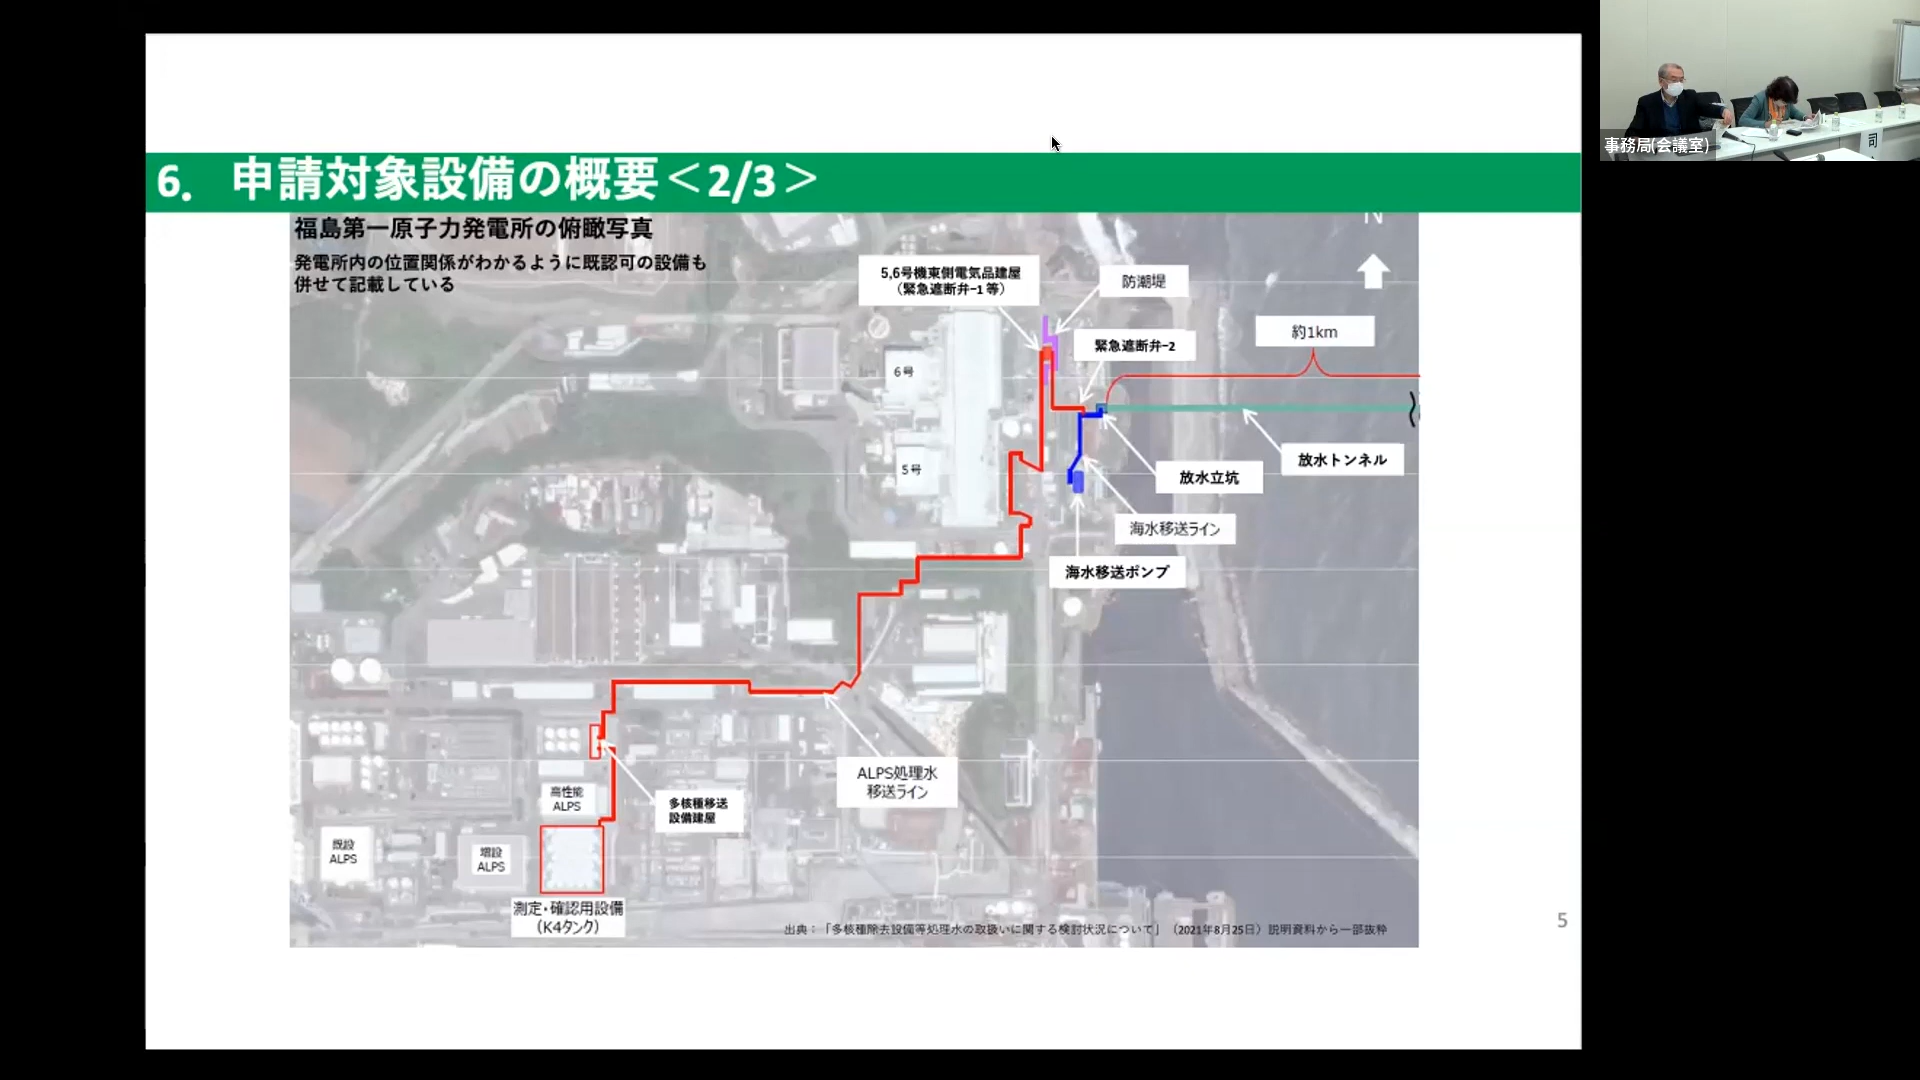 6. 申請対象設備の概要＜2/3＞
福島第一原子力発電所の俯瞰写真
発電所内の位置関係がわかるように既認可の設備も
併せて記載している
N
5,6号機東側電気品建屋
（緊急遮断弁-1 等）
防潮堤
約1km
緊急遮断弁-2
6号
5号
放水トンネル
放水立坑
海水移送ライン
海水移送ポンプ
ALPS処理水
移送ライン
多核種移送
設備建屋
高性能
ALPS
既設
ALPS
増設
ALPS
測定・確認用設備
（K4タンク）
出典：「多核種除去設備等処理水の取扱いに関する検討状況について」（2021年8月25日）説明資料から一部抜粋
5
事務局(会議室)
司